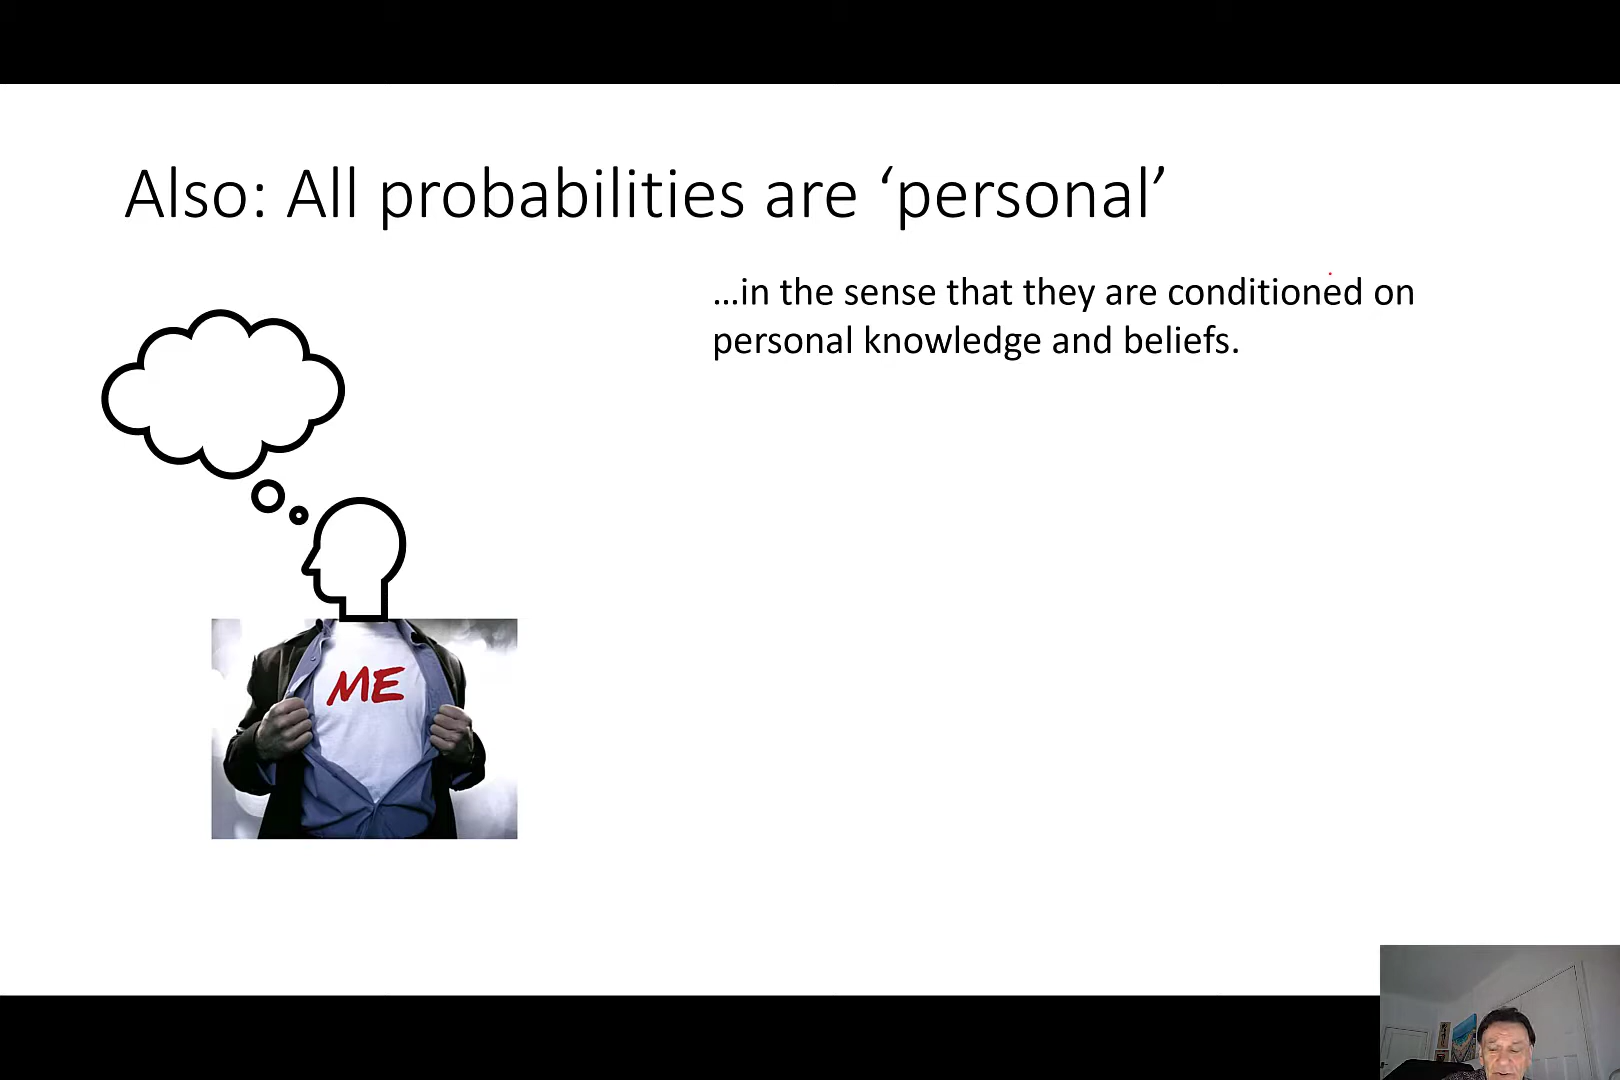 Also: All probabilities are ‘personal’
…in the sense that they are conditioned on
personal knowledge and beliefs.
ME